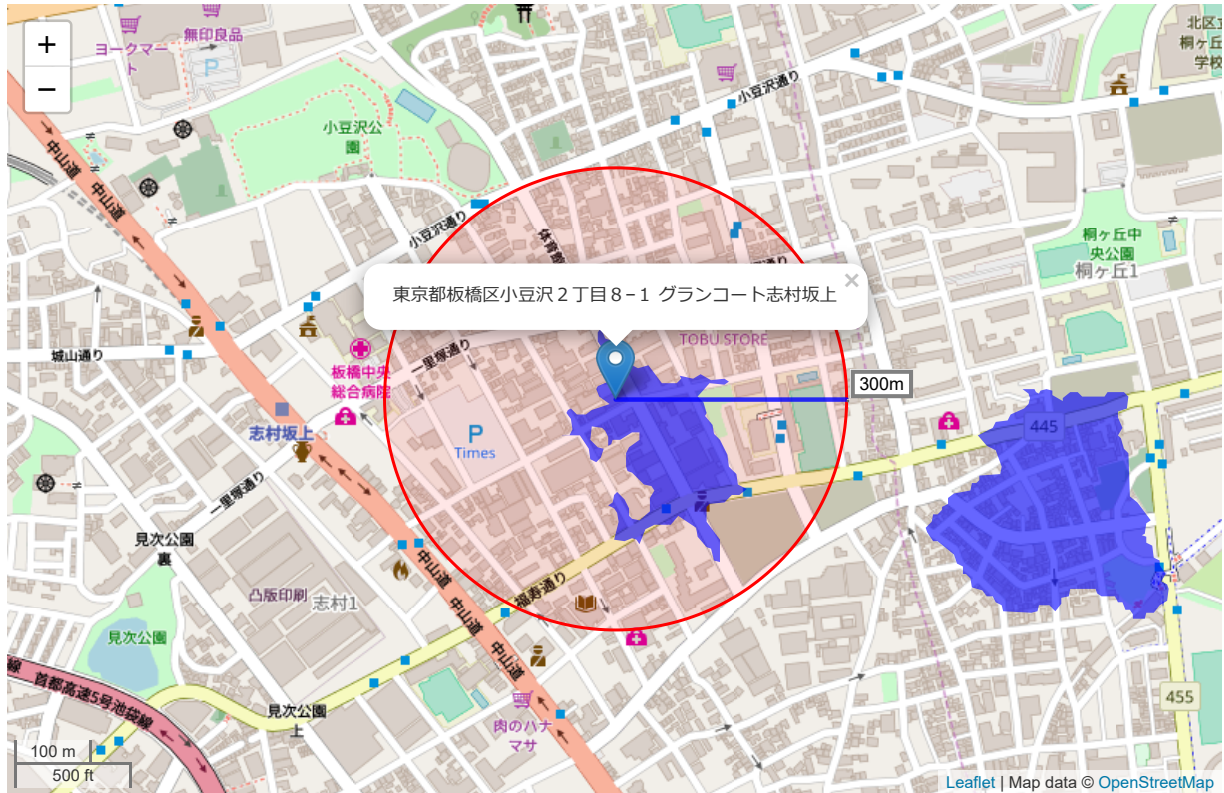 +
−
ヨークマー
ト
無印良品
P
北区立
桐ヶ丘
学校
小豆沢公
園
小豆沢通り
中山道
中山道
小豆沢通り
体育館
桐ヶ丘中
央公園
桐ヶ丘1
東京都板橋区小豆沢２丁目８−１ グランコート志村坂上
×
TOBU STORE
城山通り
一里塚通り
板橋中央
総合病院
300m
志村坂上
P
Times
445
一里塚通り
見次公園
裏
凸版印刷
志村1
中山道
中山道
中山道
福寿通り
見次公園
線
首都高速5号池袋線
見次公園
上
肉のハナ
マサ
455
100 m
500 ft
Leaflet | Map data © OpenStreetMap